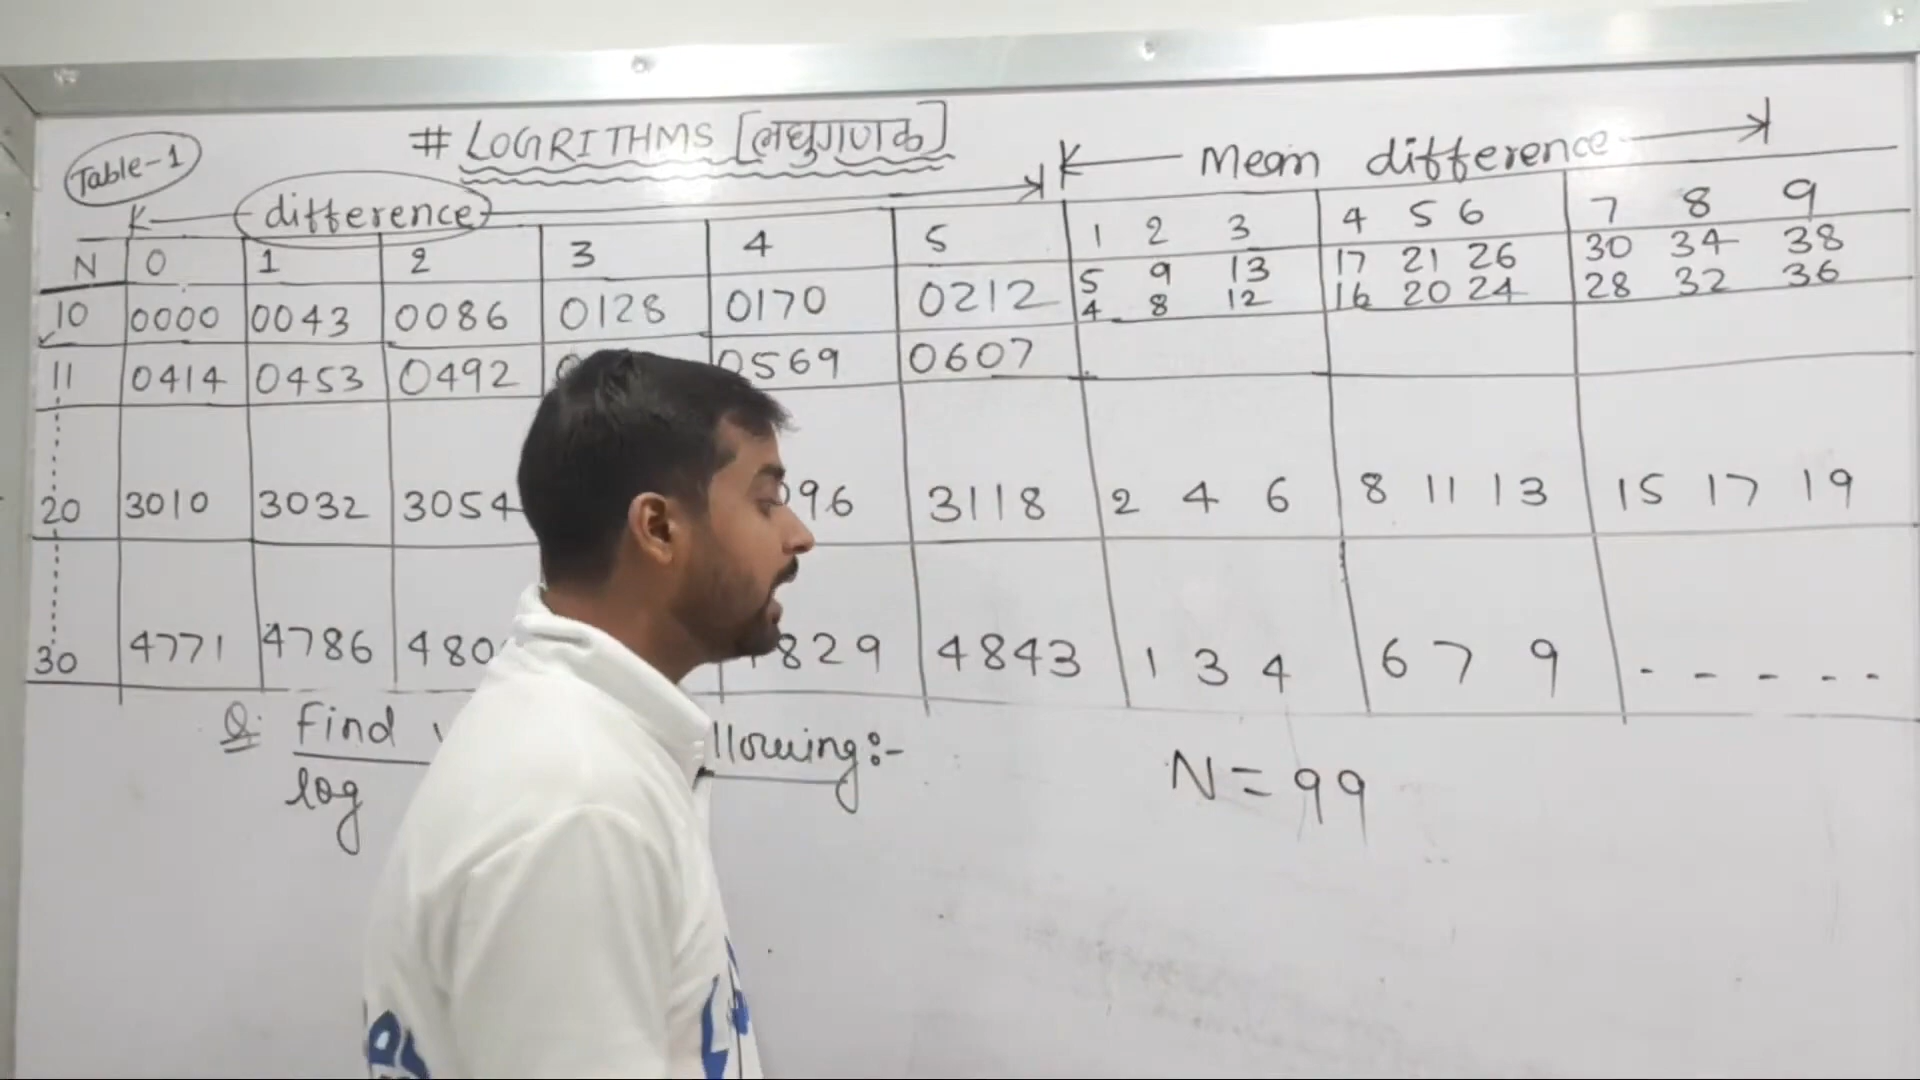 Table-1
# LOGRITHMS [लघुगणक]
difference
Mean difference
N 0 1 2 3 4 5 1 2 3 4 5 6 7 8 9
10 0000 0043 0086 0128 0170 0212 5 9 13 17 21 26 30 34 38
4 8 12 16 20 24 28 32 36
11 0414 0453 0492 0569 0607
20 3010 3032 3054 3118 2 4 6 8 11 13 15 17 19
30 4771 4786 4843 1 3 4 6 7 9 - - - - -
Q. Find
N = 99
log